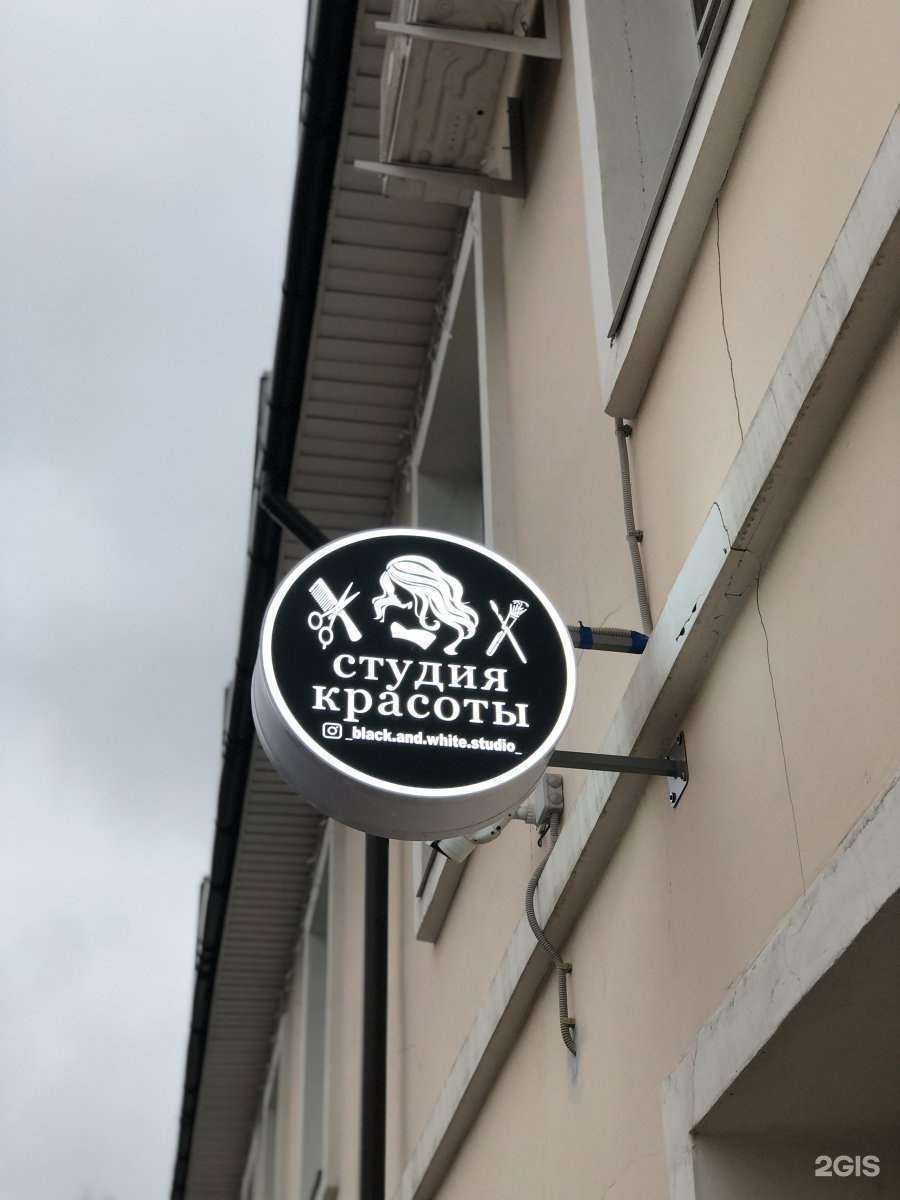 студия
красоты
_black.and.white.studio_
2GIS